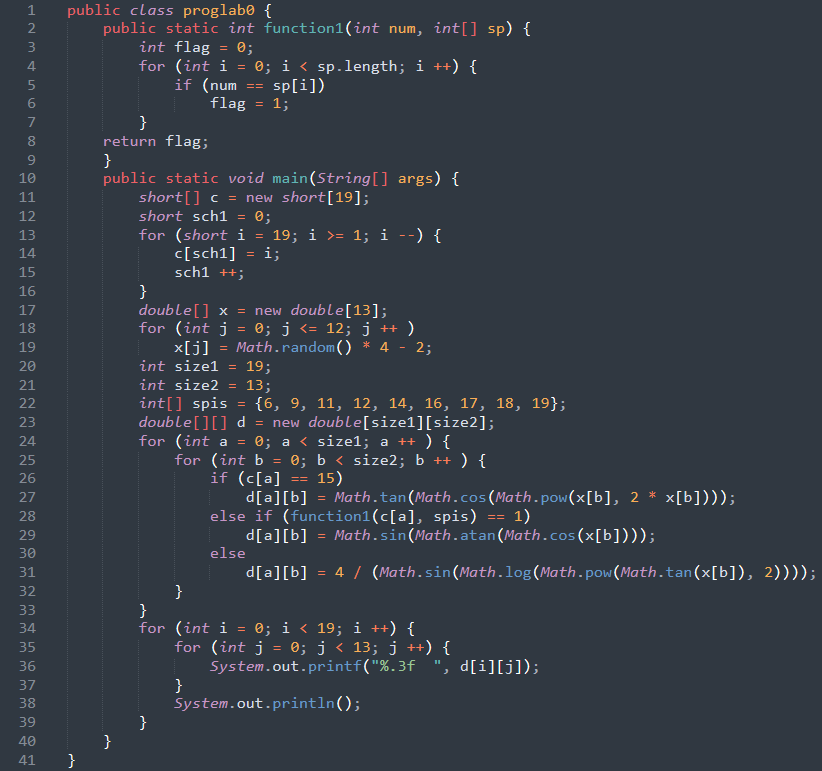 1 public class proglab0 {
2 public static int function1(int num, int[] sp) {
3 int flag = 0;
4 for (int i = 0; i < sp.length; i ++) {
5 if (num == sp[i])
6 flag = 1;
7 }
8 return flag;
9 }
10 public static void main(String[] args) {
11 short[] c = new short[19];
12 short sch1 = 0;
13 for (short i = 19; i >= 1; i --) {
14 c[sch1] = i;
15 sch1 ++;
16 }
17 double[] x = new double[13];
18 for (int j = 0; j <= 12; j ++ )
19 x[j] = Math.random() * 4 - 2;
20 int size1 = 19;
21 int size2 = 13;
22 int[] spis = {6, 9, 11, 12, 14, 16, 17, 18, 19};
23 double[][] d = new double[size1][size2];
24 for (int a = 0; a < size1; a ++ ) {
25 for (int b = 0; b < size2; b ++ ) {
26 if (c[a] == 15)
27 d[a][b] = Math.tan(Math.cos(Math.pow(x[b], 2 * x[b])));
28 else if (function1(c[a], spis) == 1)
29 d[a][b] = Math.sin(Math.atan(Math.cos(x[b])));
30 else
31 d[a][b] = 4 / (Math.sin(Math.log(Math.pow(Math.tan(x[b]), 2))));
32 }
33 }
34 for (int i = 0; i < 19; i ++) {
35 for (int j = 0; j < 13; j ++) {
36 System.out.printf("%.3f  ", d[i][j]);
37 }
38 System.out.println();
39 }
40 }
41 }